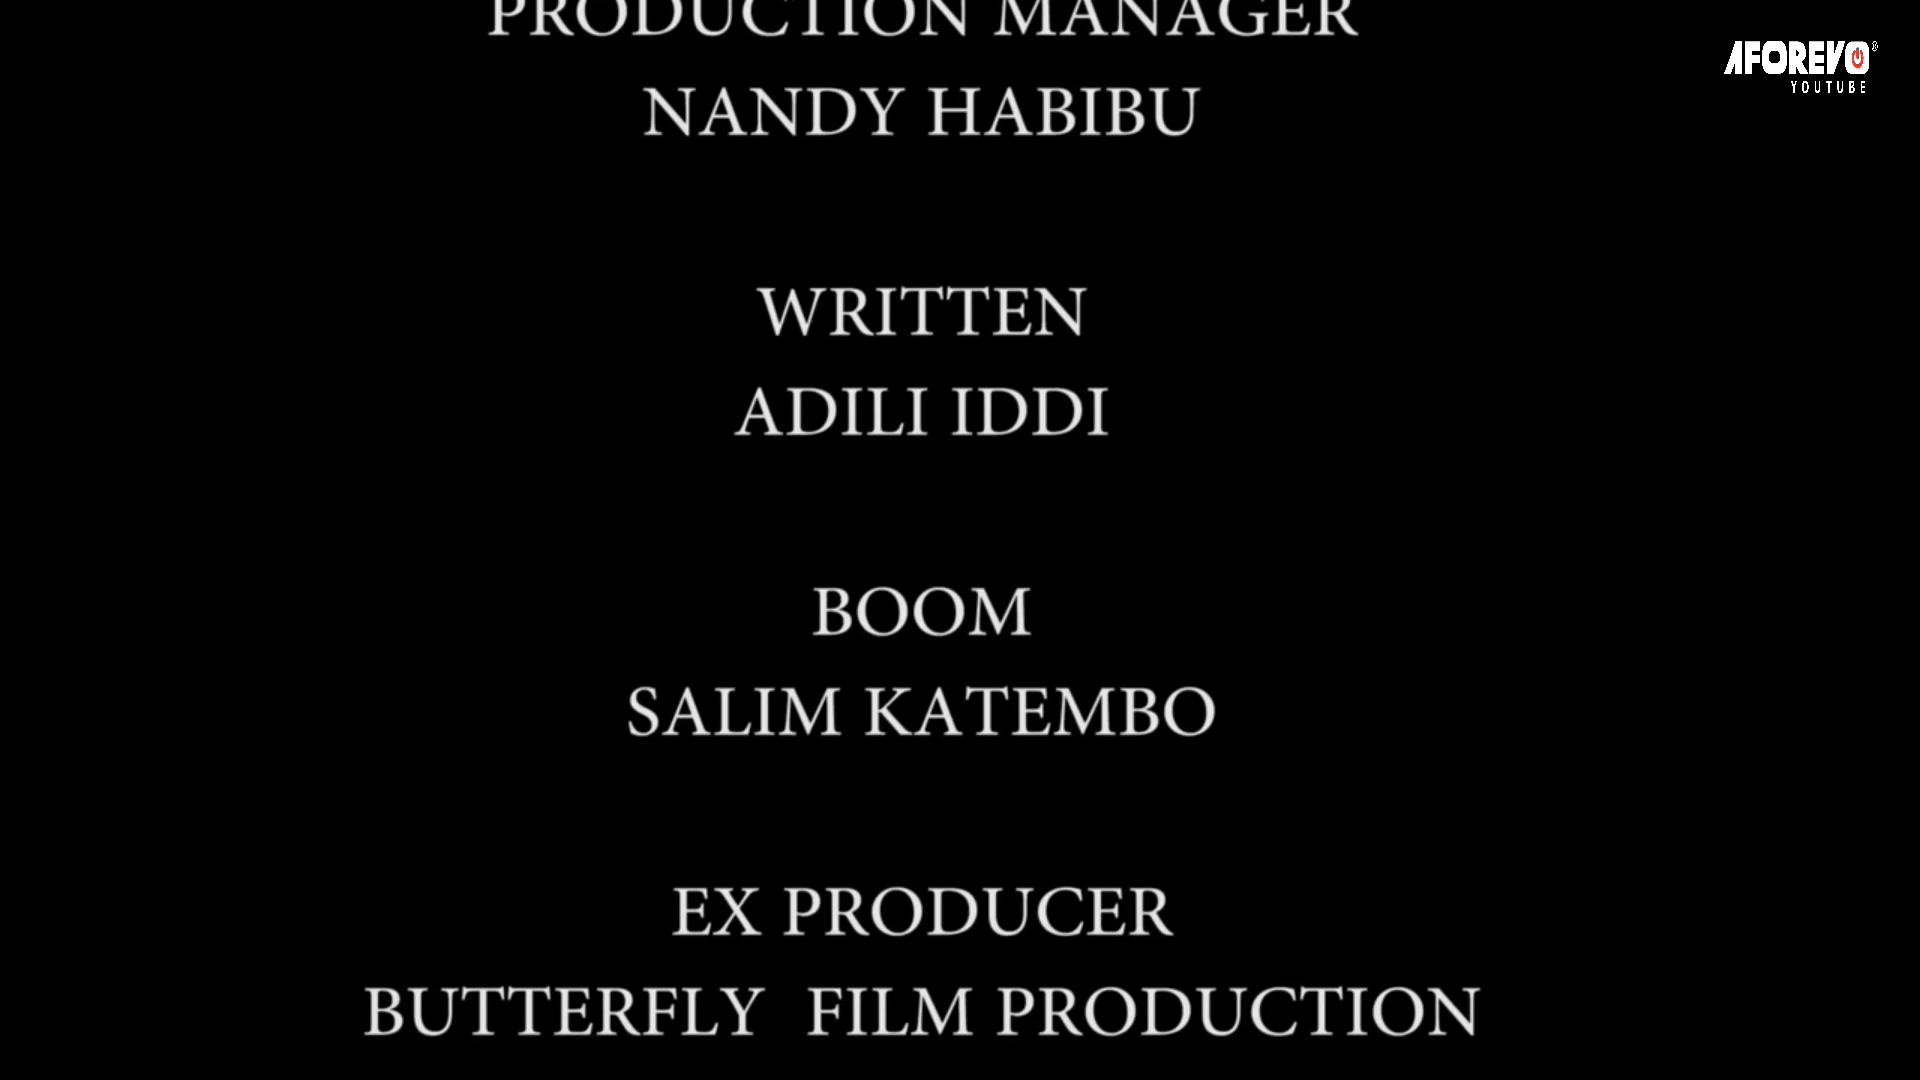 PRODUCTION MANAGER
NANDY HABIBU
WRITTEN
ADILI IDDI
BOOM
SALIM KATEMBO
EX PRODUCER
BUTTERFLY FILM PRODUCTION
AFOREVO®
YOUTUBE